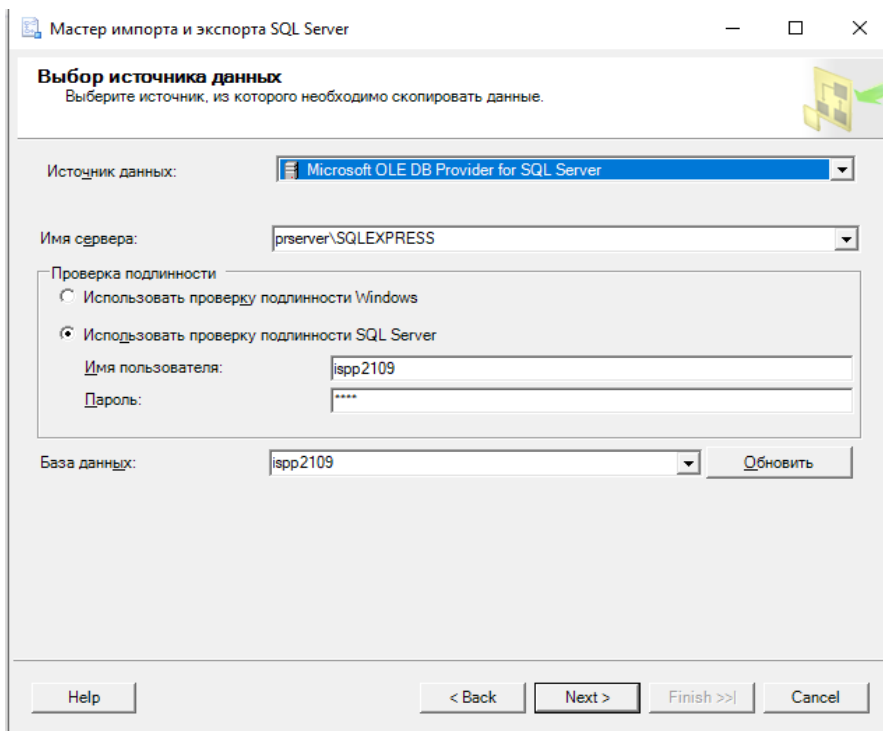 Мастер импорта и экспорта SQL Server
Выбор источника данных
Выберите источник, из которого необходимо скопировать данные.
Источник данных: Microsoft OLE DB Provider for SQL Server
Имя сервера: prserver\SQLEXPRESS
Проверка подлинности
Использовать проверку подлинности Windows
Использовать проверку подлинности SQL Server
Имя пользователя: ispp2109
Пароль: ****
База данных: ispp2109 Обновить
Help < Back Next > Finish >>| Cancel